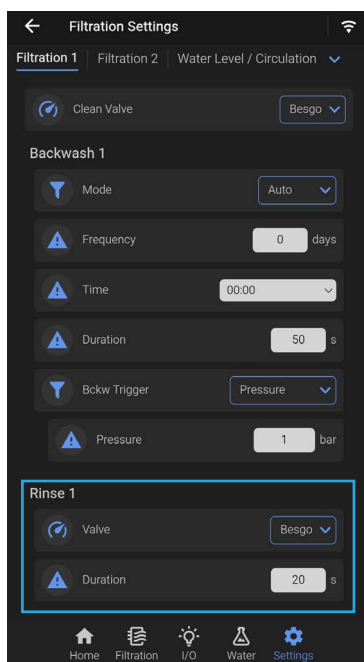 Filtration Settings
Filtration 1 Filtration 2 Water Level / Circulation
Clean Valve Besgo
Backwash 1
Mode Auto
Frequency 0 days
Time 00:00
Duration 50 s
Bckw Trigger Pressure
Pressure 1 bar
Rinse 1
Valve Besgo
Duration 20 s
Home Filtration I/O Water Settings